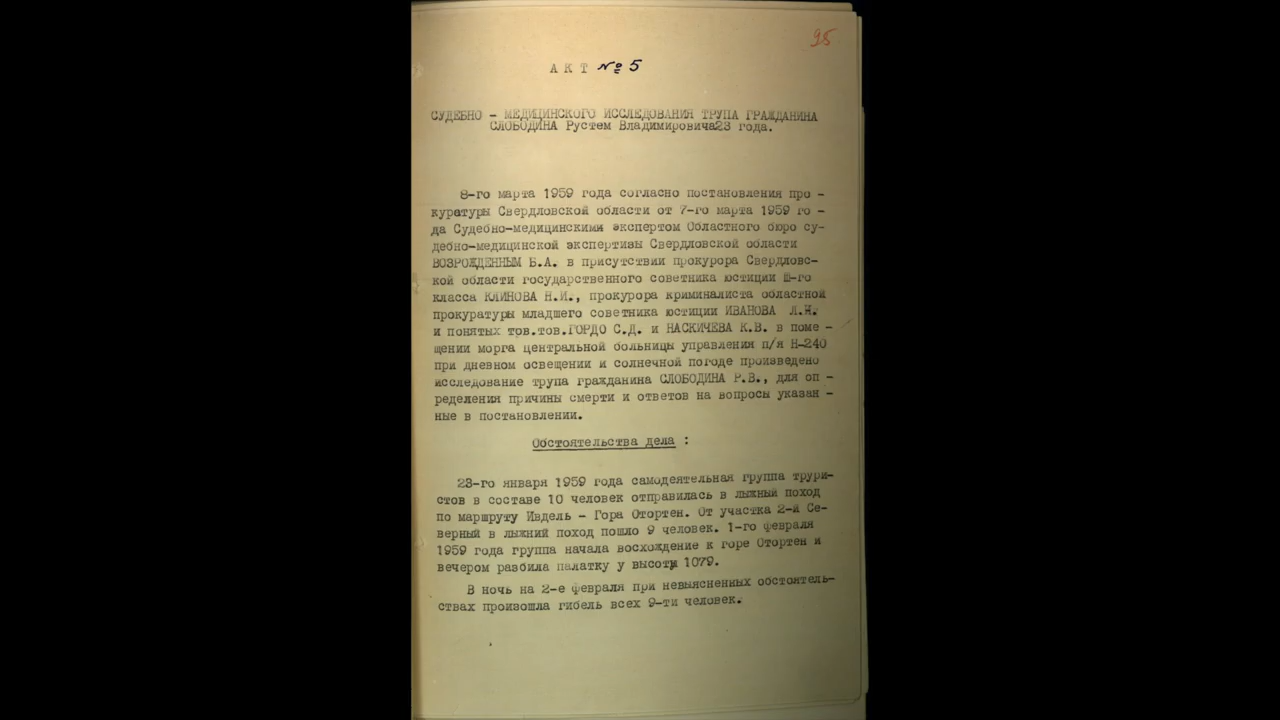 95
АКТ № 5
СУДЕБНО - МЕДИЦИНСКОГО ИССЛЕДОВАНИЯ ТРУПА ГРАЖДАНИНА
СЛОБОДИНА Рустем Владимировича23 года.
8-го марта 1959 года согласно постановления про -
куратуры Свердловской области от 7-го марта 1959 го -
да Судебно-медицинскими экспертом Областного бюро су-
дебно-медицинской экспертизы Свердловской области
ВОЗРОЖДЕННЫМ Б.А. в присутствии прокурора Свердловс-
кой области государственного советника юстиции Ш-го
класса КЛИНОВА Н.И., прокурора криминалиста областной
прокуратуры младшего советника юстиции ИВАНОВА Л.Н.
и понятых тов.тов.ГОРДО С.Д. и НАСКИЧЕВА К.В. в поме -
щении морга центральной больницы управления п/я Н-240
при дневном освещении и солнечной погоде произведено
исследование трупа гражданина СЛОБОДИНА Р.В., для оп -
ределения причины смерти и ответов на вопросы указан -
ные в постановлении.
Обстоятельства дела :
23-го января 1959 года самодеятельная группа трури-
стов в составе 10 человек отправилась в лыжный поход
по маршруту Ивдель - Гора Отортен. От участка 2-й Се-
верный в лыжний поход пошло 9 человек. 1-го февраля
1959 года группа начала восхождение к горе Отортен и
вечером разбила палатку у высоты 1079.
В ночь на 2-е февраля при невыясненных обстоятель-
ствах произошла гибель всех 9-ти человек.